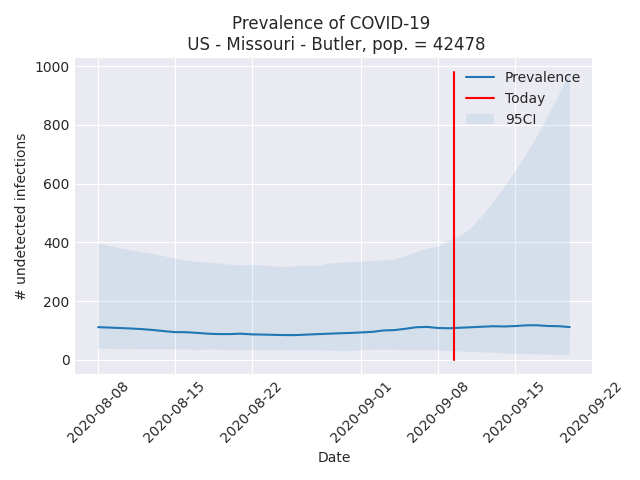 Prevalence of COVID-19
US - Missouri - Butler, pop. = 42478
Prevalence
Today
95CI
1000
800
600
400
200
0
# undetected infections
2020-08-08
2020-08-15
2020-08-22
2020-09-01
2020-09-08
2020-09-15
2020-09-22
Date